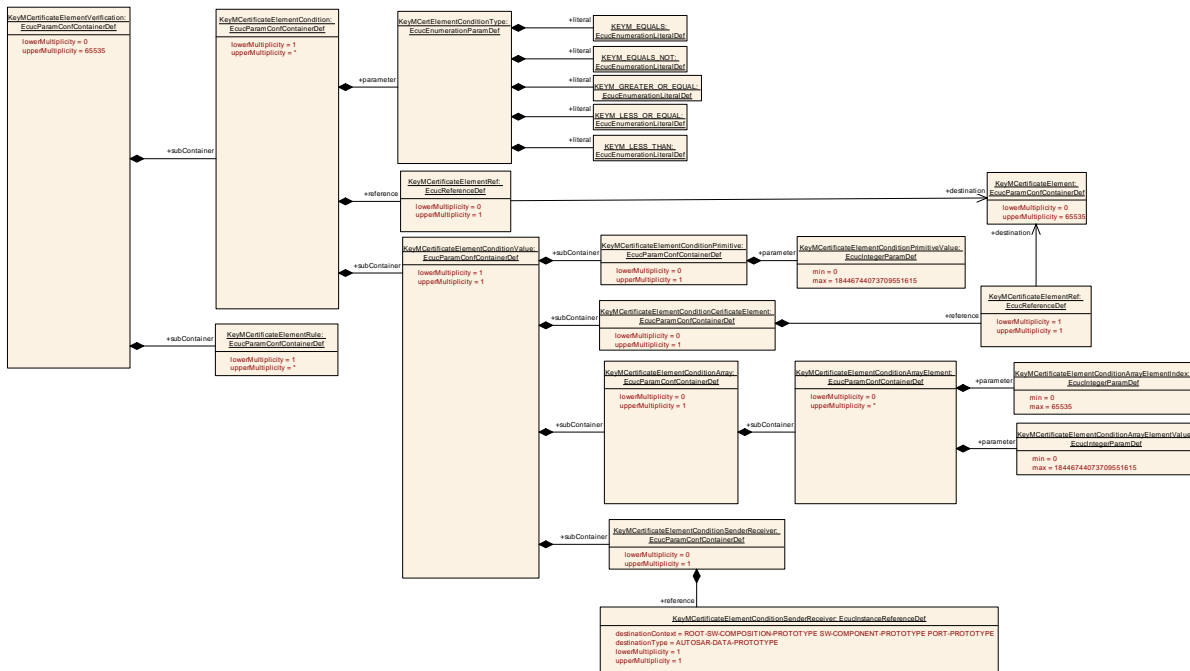 KeyMCertificateElementVerification:
EcucParamConfContainerDef
lowerMultiplicity = 0
upperMultiplicity = 65535
KeyMCertificateElementCondition:
EcucParamConfContainerDef
lowerMultiplicity = 1
upperMultiplicity = *
KeyMCertElementConditionType:
EcucEnumerationParamDef
+literal
KEYM_EQUALS:
EcucEnumerationLiteralDef
+literal
KEYM_EQUALS_NOT:
EcucEnumerationLiteralDef
+parameter
+literal
KEYM_GREATER_OR_EQUAL:
EcucEnumerationLiteralDef
+literal
KEYM_LESS_OR_EQUAL:
EcucEnumerationLiteralDef
+literal
KEYM_LESS_THAN:
EcucEnumerationLiteralDef
+subContainer
+reference
KeyMCertificateElementRef:
EcucReferenceDef
lowerMultiplicity = 0
upperMultiplicity = 1
+destination
KeyMCertificateElement:
EcucParamConfContainerDef
lowerMultiplicity = 0
upperMultiplicity = 65535
+destination
+subContainer
KeyMCertificateElementConditionValue:
EcucParamConfContainerDef
lowerMultiplicity = 1
upperMultiplicity = 1
+subContainer
KeyMCertificateElementConditionPrimitive:
EcucParamConfContainerDef
lowerMultiplicity = 0
upperMultiplicity = 1
+parameter
KeyMCertificateElementConditionPrimitiveValue:
EcucIntegerParamDef
min = 0
max = 18446744073709551615
+subContainer
KeyMCertificateElementConditionCerificateElement:
EcucParamConfContainerDef
lowerMultiplicity = 0
upperMultiplicity = 1
+reference
KeyMCertificateElementRef:
EcucReferenceDef
lowerMultiplicity = 1
upperMultiplicity = 1
+subContainer
KeyMCertificateElementRule:
EcucParamConfContainerDef
lowerMultiplicity = 1
upperMultiplicity = *
+subContainer
KeyMCertificateElementConditionArray:
EcucParamConfContainerDef
lowerMultiplicity = 0
upperMultiplicity = 1
+subContainer
KeyMCertificateElementConditionArrayElement:
EcucParamConfContainerDef
lowerMultiplicity = 0
upperMultiplicity = *
+parameter
KeyMCertificateElementConditionArrayElementIndex:
EcucIntegerParamDef
min = 0
max = 65535
+parameter
KeyMCertificateElementConditionArrayElementValue:
EcucIntegerParamDef
min = 0
max = 18446744073709551615
+subContainer
KeyMCertificateElementConditionSenderReceiver:
EcucParamConfContainerDef
lowerMultiplicity = 0
upperMultiplicity = 1
+reference
KeyMCertificateElementConditionSenderReceiver: EcucInstanceReferenceDef
destinationContext = ROOT-SW-COMPOSITION-PROTOTYPE SW-COMPONENT-PROTOTYPE PORT-PROTOTYPE
destinationType = AUTOSAR-DATA-PROTOTYPE
lowerMultiplicity = 1
upperMultiplicity = 1